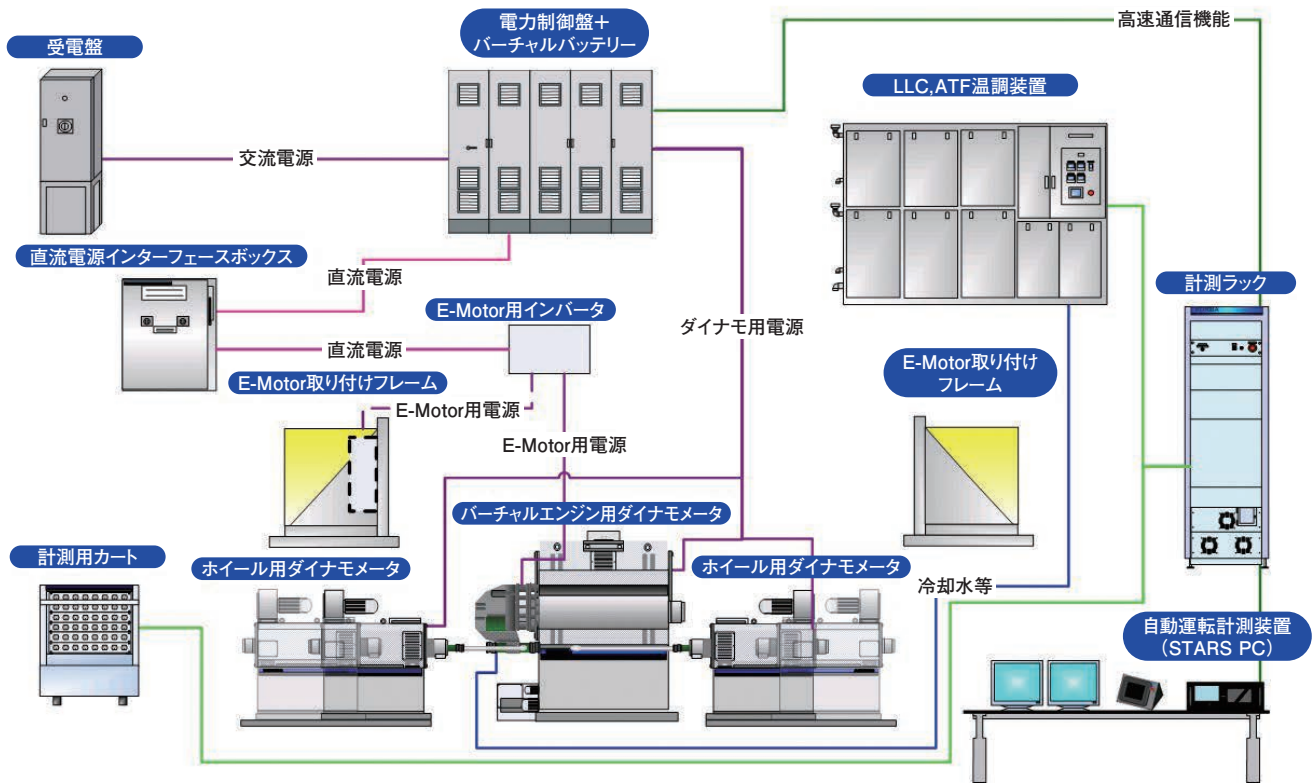 受電盤
電力制御盤＋
バーチャルバッテリー
高速通信機能
LLC,ATF温調装置
交流電源
直流電源インターフェースボックス
直流電源
計測ラック
E-Motor用インバータ
ダイナモ用電源
直流電源
E-Motor取り付けフレーム
E-Motor取り付け
フレーム
E-Motor用電源
E-Motor用電源
バーチャルエンジン用ダイナモメータ
計測用カート
ホイール用ダイナモメータ
ホイール用ダイナモメータ
冷却水等
自動運転計測装置
（STARS PC）